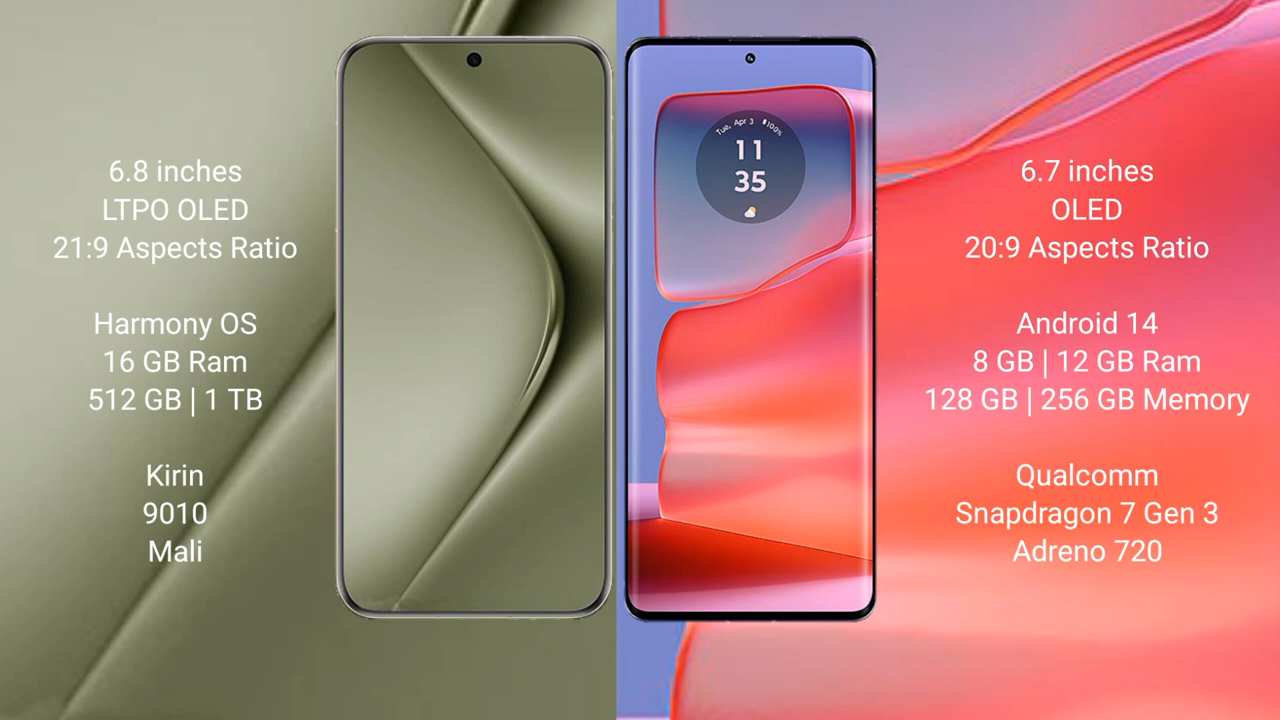 6.8 inches
LTPO OLED
21:9 Aspects Ratio
Harmony OS
16 GB Ram
512 GB | 1 TB
Kirin
9010
Mali
Tue, Apr 3 100%
11
35
6.7 inches
OLED
20:9 Aspects Ratio
Android 14
8 GB | 12 GB Ram
128 GB | 256 GB Memory
Qualcomm
Snapdragon 7 Gen 3
Adreno 720